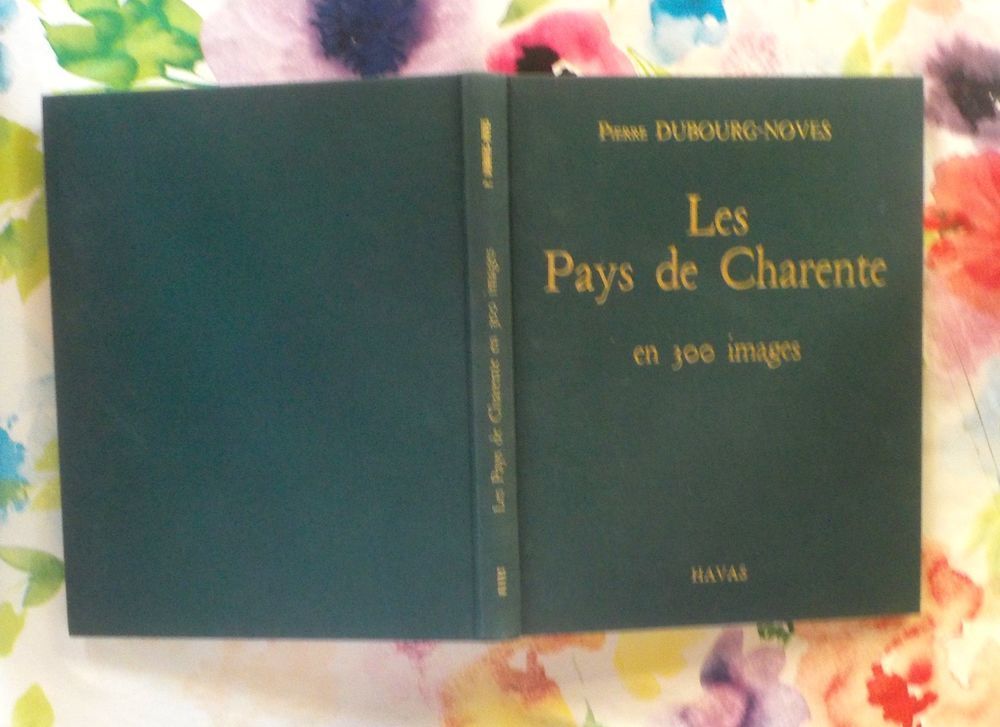 Pierre DUBOURG-NOVES
Les
Pays de Charente
en 300 images
HAVAS
Les Pays de Charente en 300 images